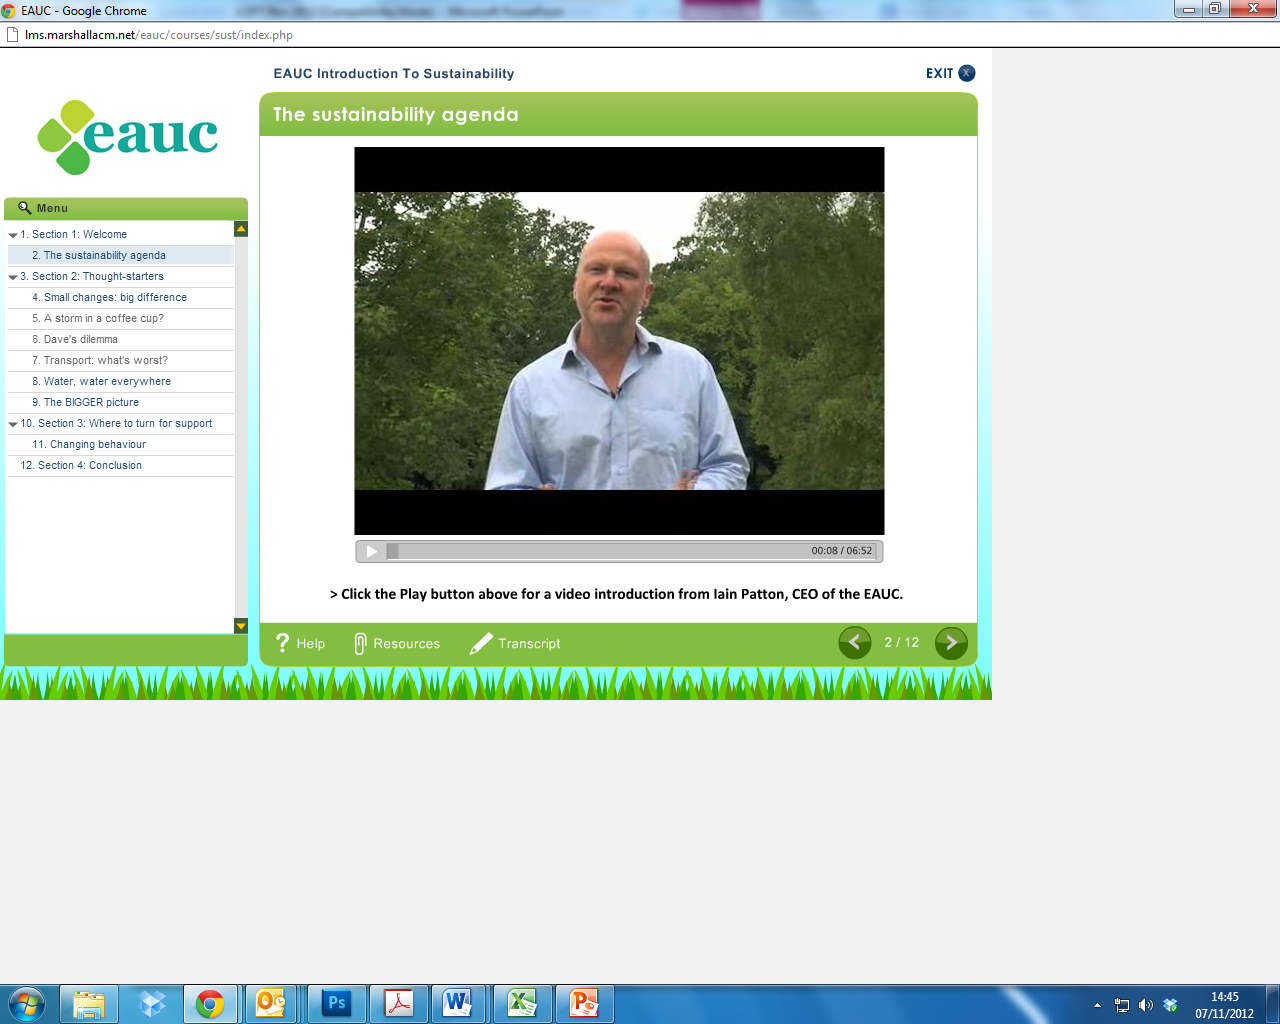 EAUC - Google Chrome
lms.marshallacm.net/eauc/courses/sust/index.php
EAUC Introduction To Sustainability
EXIT X
eauc
The sustainability agenda
Menu
1. Section 1: Welcome
2. The sustainability agenda
3. Section 2: Thought-starters
4. Small changes: big difference
5. A storm in a coffee cup?
6. Dave's dilemma
7. Transport: what's worst?
8. Water, water everywhere
9. The BIGGER picture
10. Section 3: Where to turn for support
11. Changing behaviour
12. Section 4: Conclusion
00:08 / 06:52
> Click the Play button above for a video introduction from Iain Patton, CEO of the EAUC.
? Help
Resources
Transcript
2 / 12
Ps
W
X
P
14:45
07/11/2012